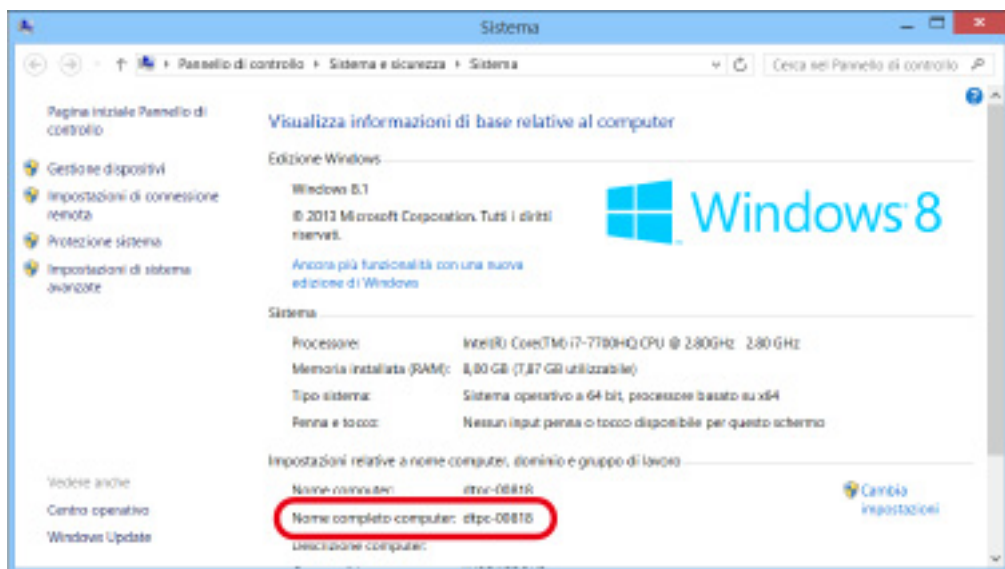 Sistema
Pannello di controllo Sistema e sicurezza Sistema
Cerca nel Pannello di controllo
Pagina iniziale Pannello di
controllo
Gestione dispositivi
Impostazioni di connessione
remota
Protezione sistema
Impostazioni di sistema
avanzate
Visualizza informazioni di base relative al computer
Edizione Windows
Windows 8.1
© 2013 Microsoft Corporation. Tutti i diritti
riservati.
Ancora più funzionalità con una nuova
edizione di Windows
Windows 8
Sistema
Processore: Intel(R) Core(TM) i7-7700HQ CPU @ 2.80GHz 2.80 GHz
Memoria installata (RAM): 8,00 GB (7,87 GB utilizzabile)
Tipo sistema: Sistema operativo a 64 bit, processore basato su x64
Penna e tocco: Nessun input penna o tocco disponibile per questo schermo
Impostazioni relative a nome computer, dominio e gruppo di lavoro
Nome computer: dtpc-00818
Cambia
impostazioni
Nome completo computer: dtpc-00818
Descrizione computer:
Vedere anche
Centro operativo
Windows Update